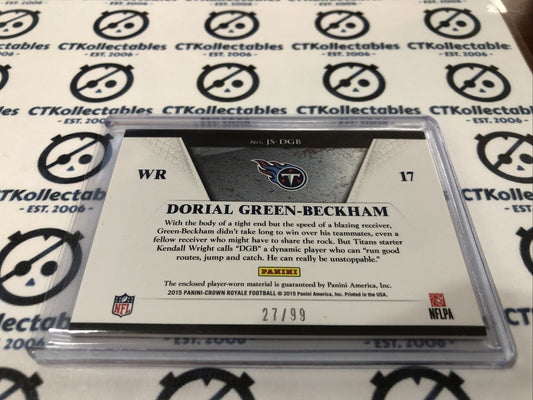 CTKollectables
- EST. 2006 -
No. JS-DGB
WR
17
T
DORIAL GREEN-BECKHAM
With the body of a tight end but the speed of a blazing receiver,
Green-Beckham didn't take long to win over his teammates, even a
fellow receiver who might have to share the rock. But Titans starter
Kendall Wright calls "DGB" a dynamic player who can "run good
routes, jump and catch. He can really be unstoppable."
PANINI
The enclosed player-worn material is guaranteed by Panini America, Inc.
2015 PANINI-CROWN ROYALE FOOTBALL © 2015 Panini America, Inc. Printed in the USA.
NFL
27/99
NFLPA